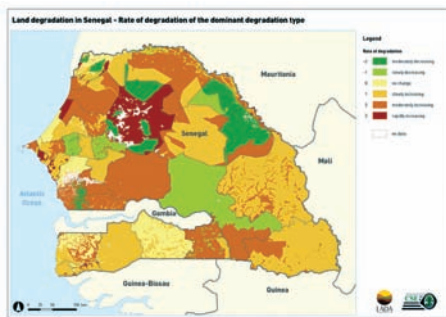 Land degradation in Senegal - Rate of degradation of the dominant degradation type
Legend
Rate of degradation
-2 moderately decreasing
-1 slowly decreasing
0 no change
1 slowly increasing
2 moderately increasing
3 rapidly increasing
no data
Mauritania
Senegal
Mali
Atlantic
Ocean
Gambia
Guinea-Bissau
Guinea
LADA
CSE